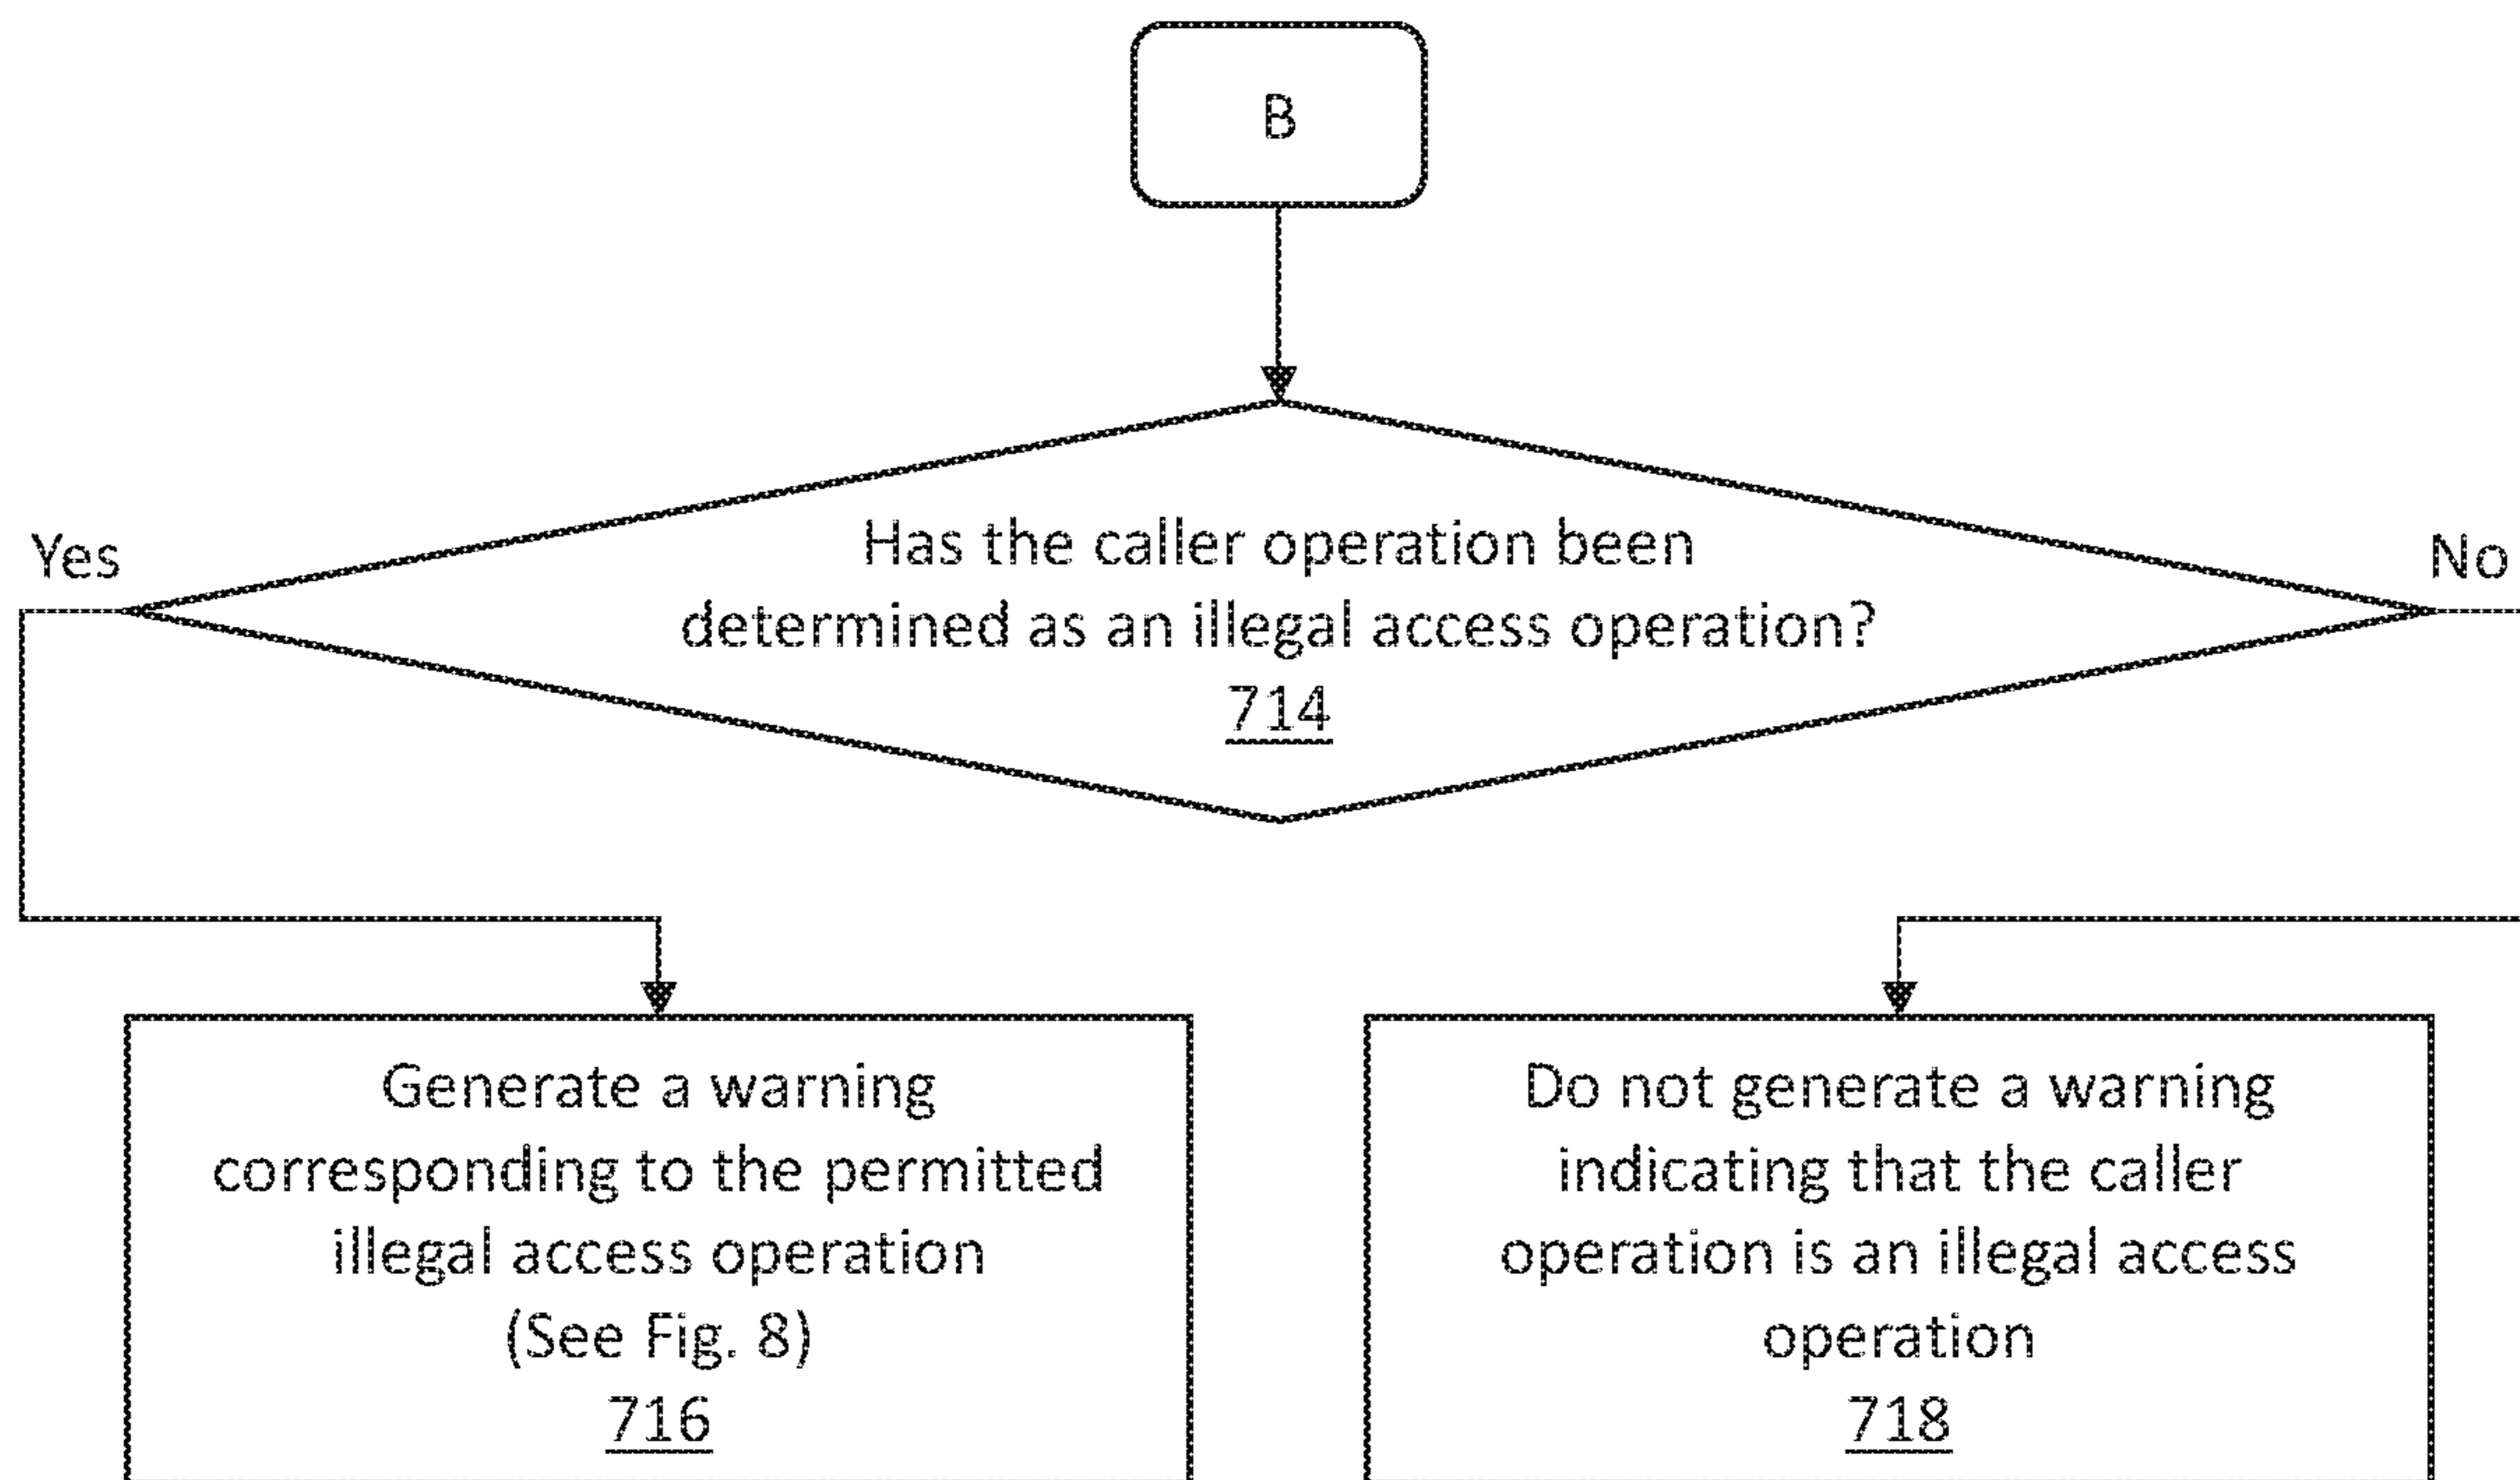 B
Has the caller operation been
determined as an illegal access operation?
714
Yes
No
Generate a warning
corresponding to the permitted
illegal access operation
(See Fig. 8)
716
Do not generate a warning
indicating that the caller
operation is an illegal access
operation
718